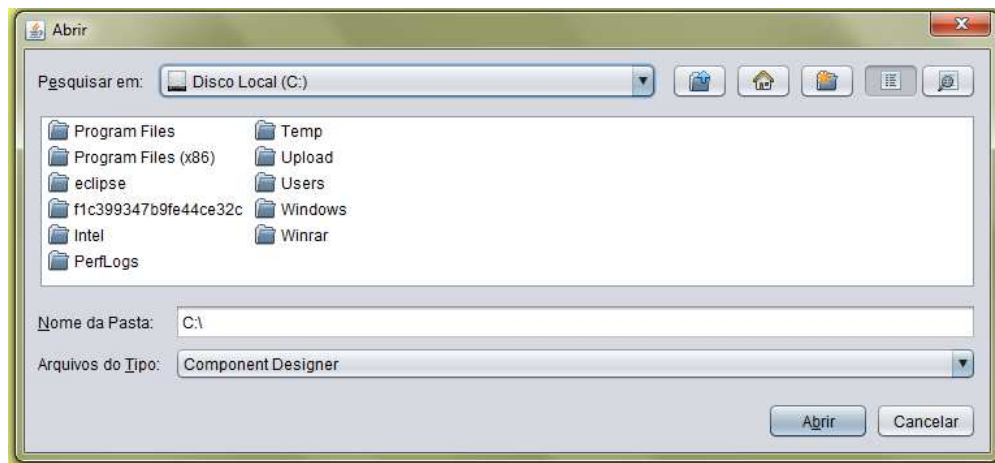 Abrir
Pesquisar em: Disco Local (C:)
Program Files
Program Files (x86)
eclipse
f1c399347b9fe44ce32c
Intel
PerfLogs
Temp
Upload
Users
Windows
Winrar
Nome da Pasta: C:\
Arquivos do Tipo: Component Designer
Abrir Cancelar